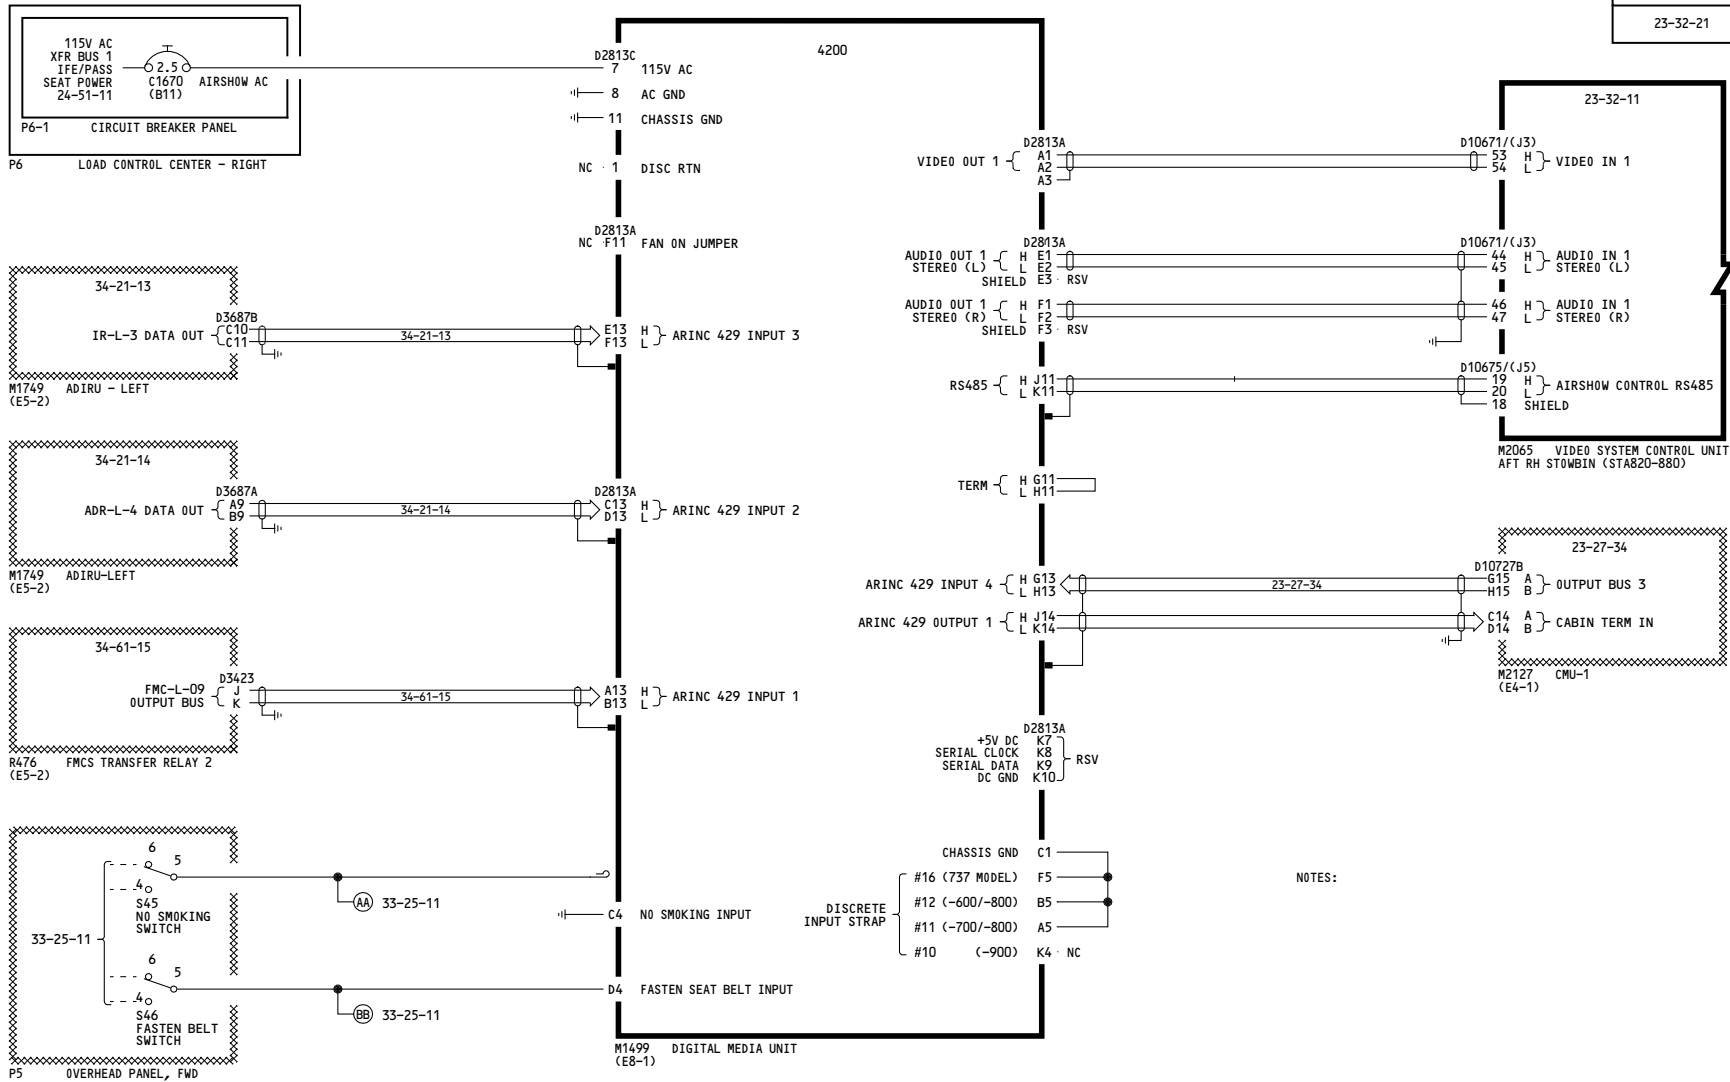 23-32-21
115V AC
XFR BUS 1
IFE/PASS
SEAT POWER
24-51-11
2.5
C1670
(B11)
AIRSHOW AC
P6-1 CIRCUIT BREAKER PANEL
P6 LOAD CONTROL CENTER - RIGHT
34-21-13
D3687B
IR-L-3 DATA OUT
C10
C11
34-21-13
M1749 ADIRU - LEFT
(E5-2)
34-21-14
D3687A
ADR-L-4 DATA OUT
A9
B9
34-21-14
M1749 ADIRU-LEFT
(E5-2)
34-61-15
D3423
FMC-L-09
OUTPUT BUS
J
K
34-61-15
R476 FMCS TRANSFER RELAY 2
(E5-2)
33-25-11
6
5
4
S45
NO SMOKING
SWITCH
AA 33-25-11
6
5
4
S46
FASTEN BELT
SWITCH
BB 33-25-11
P5 OVERHEAD PANEL, FWD
4200
D2813C
7 115V AC
8 AC GND
11 CHASSIS GND
NC 1 DISC RTN
D2813A
NC F11 FAN ON JUMPER
E13 H
F13 L
ARINC 429 INPUT 3
D2813A
C13 H
D13 L
ARINC 429 INPUT 2
A13 H
B13 L
ARINC 429 INPUT 1
C4 NO SMOKING INPUT
D4 FASTEN SEAT BELT INPUT
M1499 DIGITAL MEDIA UNIT
(E8-1)
D2813A
VIDEO OUT 1
A1
A2
A3
D2813A
AUDIO OUT 1 H E1
STEREO (L) L E2
SHIELD E3 RSV
AUDIO OUT 1 H F1
STEREO (R) L F2
SHIELD F3 RSV
RS485
H J11
L K11
TERM
H G11
L H11
ARINC 429 INPUT 4
H G13
L H13
ARINC 429 OUTPUT 1
H J14
L K14
23-27-34
D2813A
+5V DC K7
SERIAL CLOCK K8
SERIAL DATA K9
DC GND K10
RSV
CHASSIS GND C1
DISCRETE
INPUT STRAP
#16 (737 MODEL) F5
#12 (-600/-800) B5
#11 (-700/-800) A5
#10 (-900) K4 NC
23-32-11
D10671/(J3)
53 H
54 L
VIDEO IN 1
D10671/(J3)
44 H AUDIO IN 1
45 L STEREO (L)
46 H AUDIO IN 1
47 L STEREO (R)
D10675/(J5)
19 H
20 L
AIRSHOW CONTROL RS485
18 SHIELD
M2065 VIDEO SYSTEM CONTROL UNIT
AFT RH STOWBIN (STA820-880)
23-27-34
D10727B
G15 A
H15 B
OUTPUT BUS 3
C14 A
D14 B
CABIN TERM IN
M2127 CMU-1
(E4-1)
NOTES: